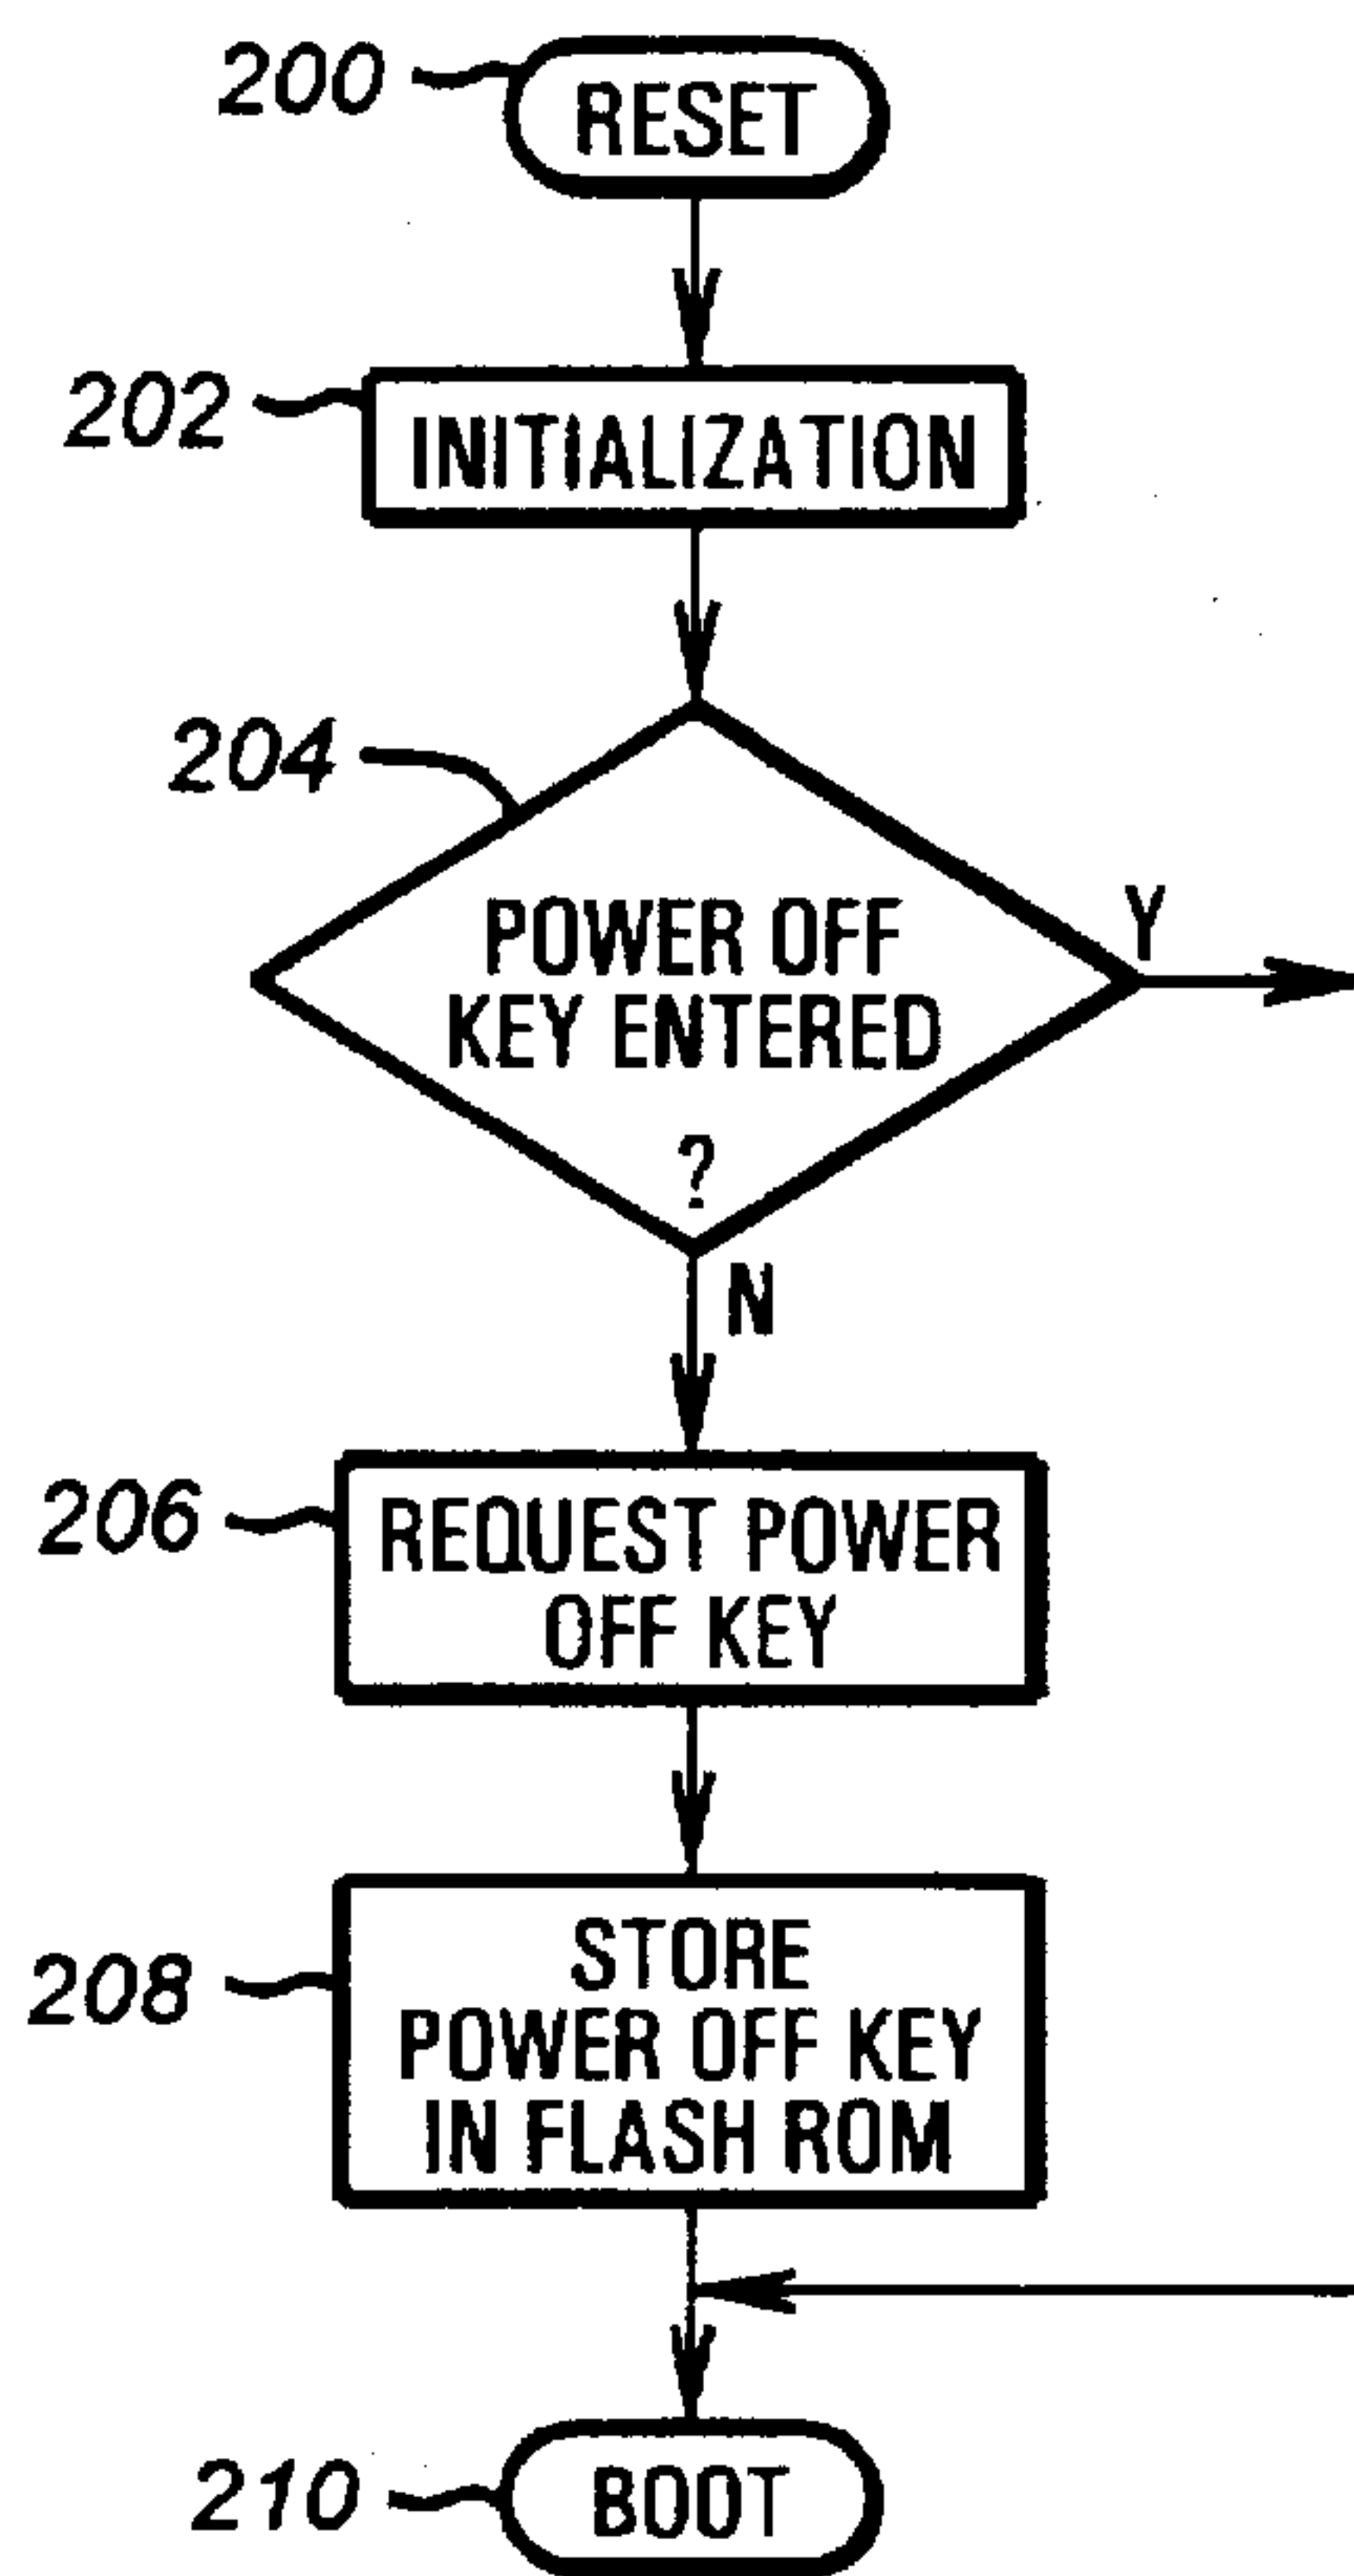 200
RESET
202
INITIALIZATION
204
POWER OFF
KEY ENTERED
?
Y
N
206
REQUEST POWER
OFF KEY
208
STORE
POWER OFF KEY
IN FLASH ROM
210
BOOT